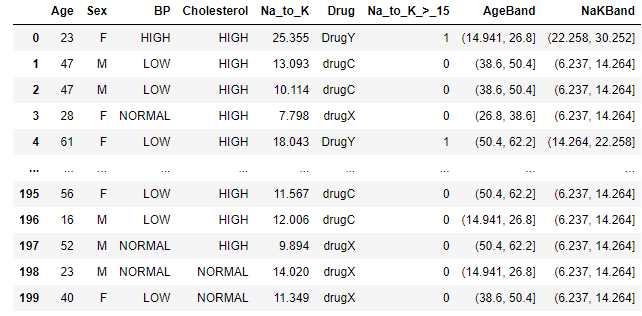 Age Sex BP Cholesterol Na_to_K Drug Na_to_K_>_15 AgeBand NaKBand
0 23 F HIGH HIGH 25.355 DrugY 1 (14.941, 26.8] (22.258, 30.252]
1 47 M LOW HIGH 13.093 drugC 0 (38.6, 50.4] (6.237, 14.264]
2 47 M LOW HIGH 10.114 drugC 0 (38.6, 50.4] (6.237, 14.264]
3 28 F NORMAL HIGH 7.798 drugX 0 (26.8, 38.6] (6.237, 14.264]
4 61 F LOW HIGH 18.043 DrugY 1 (50.4, 62.2] (14.264, 22.258]
... ... ... ... ... ... ... ... ... ...
195 56 F LOW HIGH 11.567 drugC 0 (50.4, 62.2] (6.237, 14.264]
196 16 M LOW HIGH 12.006 drugC 0 (14.941, 26.8] (6.237, 14.264]
197 52 M NORMAL HIGH 9.894 drugX 0 (50.4, 62.2] (6.237, 14.264]
198 23 M NORMAL NORMAL 14.020 drugX 0 (14.941, 26.8] (6.237, 14.264]
199 40 F LOW NORMAL 11.349 drugX 0 (38.6, 50.4] (6.237, 14.264]